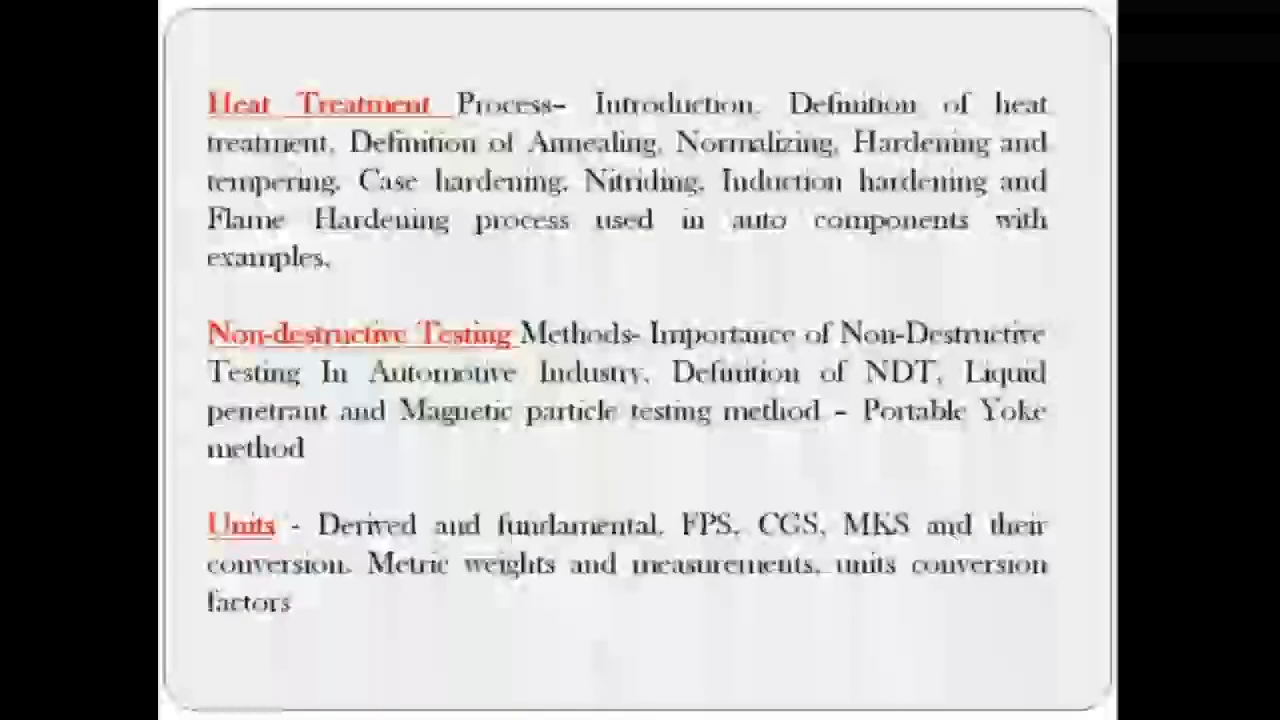 Heat Treatment Process– Introduction, Definition of heat
treatment, Definition of Annealing, Normalizing, Hardening and
tempering. Case hardening, Nitriding, Induction hardening and
Flame Hardening process used in auto components with
examples.
Non-destructive Testing Methods- Importance of Non-Destructive
Testing In Automotive Industry, Definition of NDT, Liquid
penetrant and Magnetic particle testing method – Portable Yoke
method
Units - Derived and fundamental, FPS, CGS, MKS and their
conversion. Metric weights and measurements, units conversion
factors